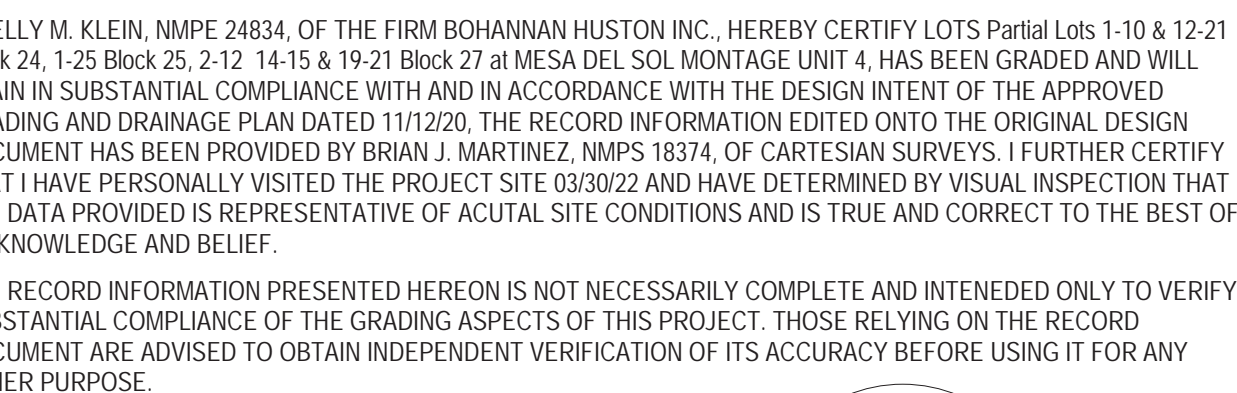 ELLY M. KLEIN, NMPE 24834, OF THE FIRM BOHANNAN HUSTON INC., HEREBY CERTIFY LOTS Partial Lots 1-10 & 12-21
k 24, 1-25 Block 25, 2-12 14-15 & 19-21 Block 27 at MESA DEL SOL MONTAGE UNIT 4, HAS BEEN GRADED AND WILL
AIN IN SUBSTANTIAL COMPLIANCE WITH AND IN ACCORDANCE WITH THE DESIGN INTENT OF THE APPROVED
ADING AND DRAINAGE PLAN DATED 11/12/20, THE RECORD INFORMATION EDITED ONTO THE ORIGINAL DESIGN
CUMENT HAS BEEN PROVIDED BY BRIAN J. MARTINEZ, NMPS 18374, OF CARTESIAN SURVEYS. I FURTHER CERTIFY
AT I HAVE PERSONALLY VISITED THE PROJECT SITE 03/30/22 AND HAVE DETERMINED BY VISUAL INSPECTION THAT
DATA PROVIDED IS REPRESENTATIVE OF ACUTAL SITE CONDITIONS AND IS TRUE AND CORRECT TO THE BEST OF
KNOWLEDGE AND BELIEF.
RECORD INFORMATION PRESENTED HEREON IS NOT NECESSARILY COMPLETE AND INTENEDED ONLY TO VERIFY
BSTANTIAL COMPLIANCE OF THE GRADING ASPECTS OF THIS PROJECT. THOSE RELYING ON THE RECORD
CUMENT ARE ADVISED TO OBTAIN INDEPENDENT VERIFICATION OF ITS ACCURACY BEFORE USING IT FOR ANY
HER PURPOSE.